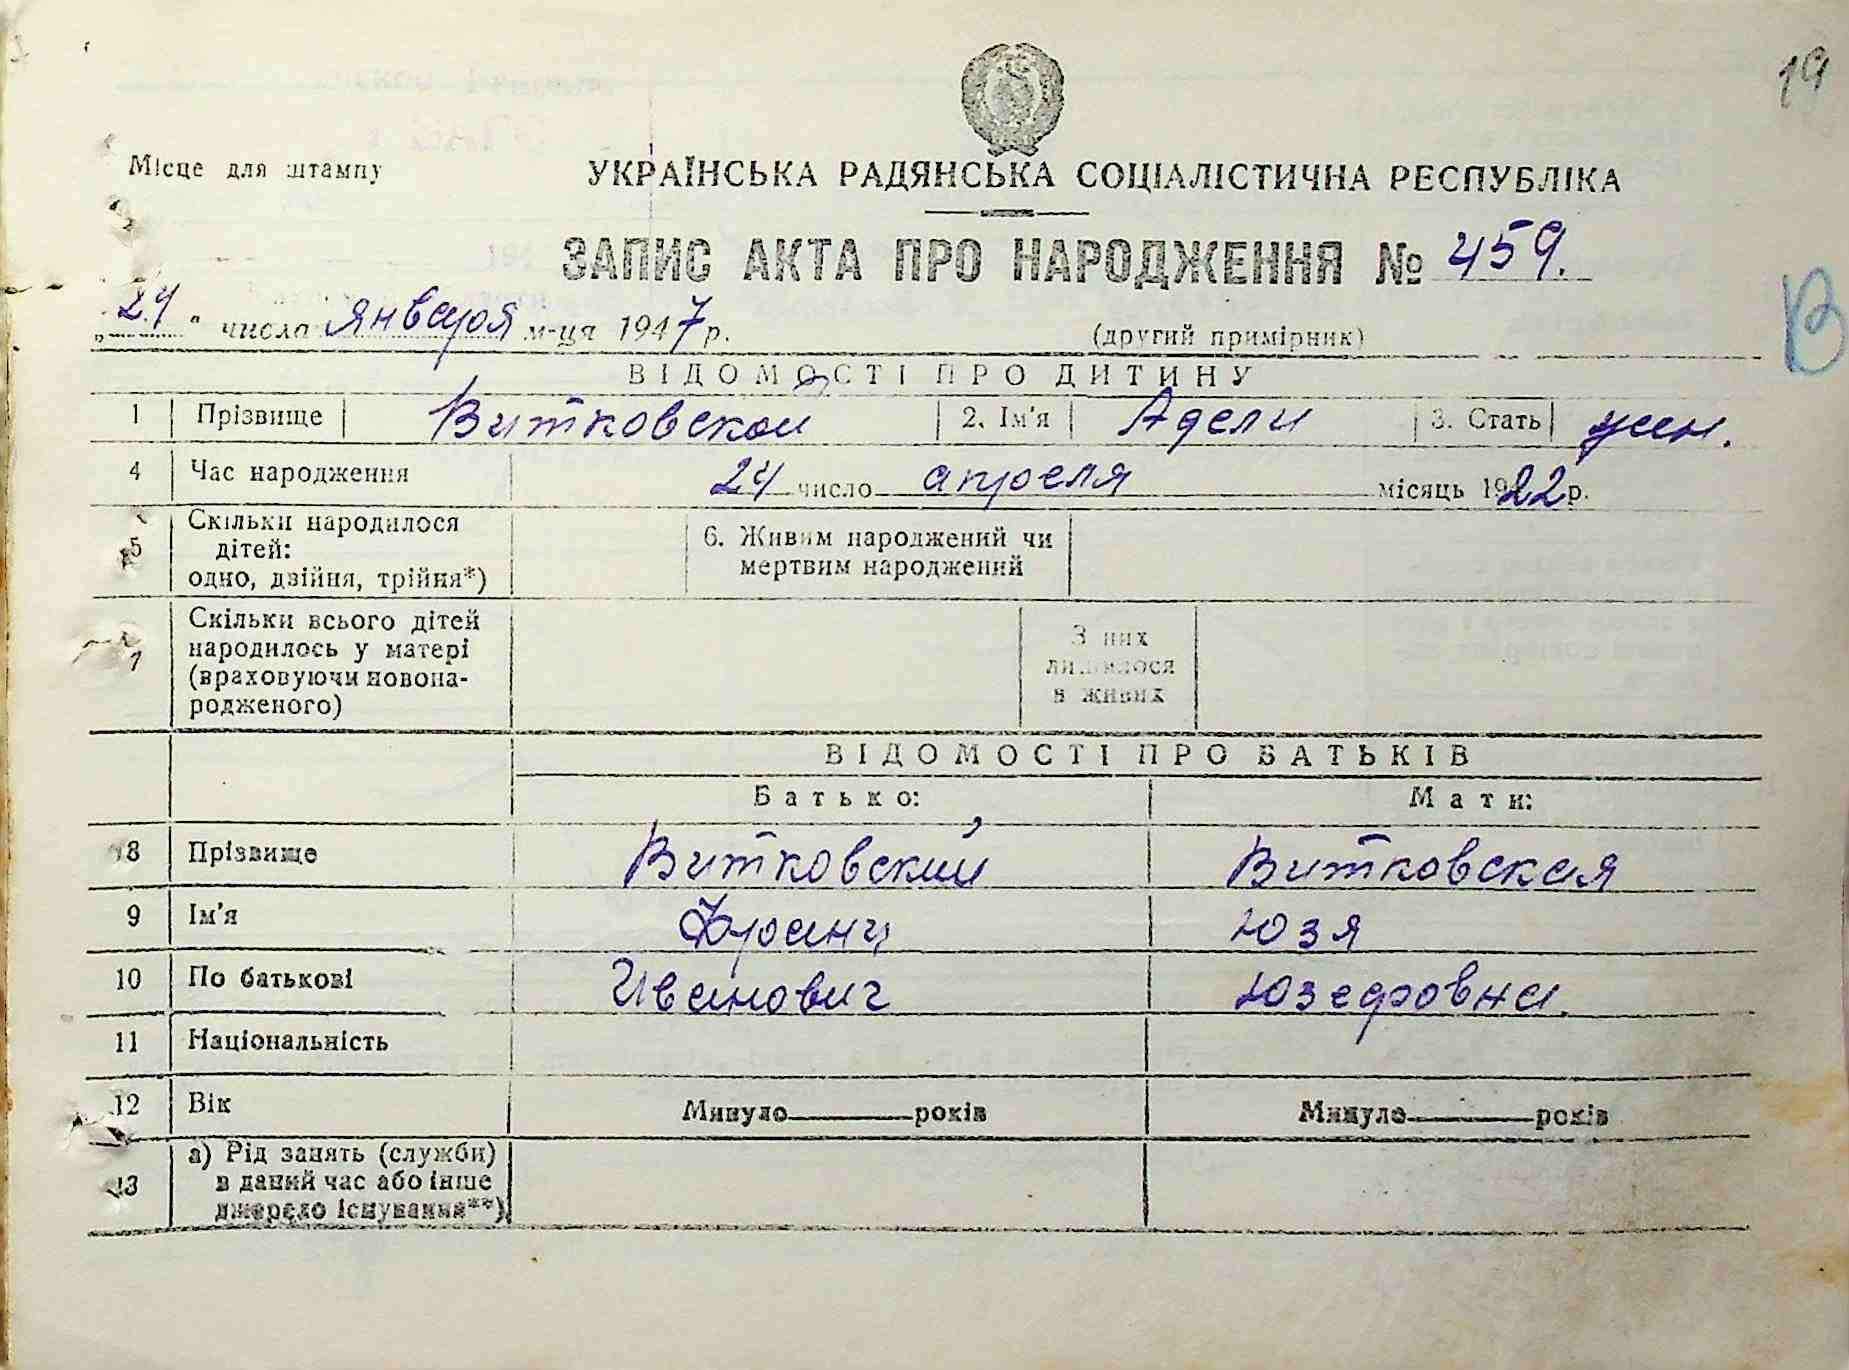 19
Місце для штампу
УКРАЇНСЬКА РАДЯНСЬКА СОЦІАЛІСТИЧНА РЕСПУБЛІКА
ЗАПИС АКТА ПРО НАРОДЖЕННЯ № 459.
В
„24" числа января м-ця 1947 р. (другий примірник)
ВІДОМОСТІ ПРО ДИТИНУ
1 Прізвище Витковской 2. Ім'я Адели 3. Стать жен.
4 Час народження 24 число апреля місяць 1922 р.
5 Скільки народилося дітей: одно, двійня, трійня*) 6. Живим народжений чи мертвим народжений
7 Скільки всього дітей народилось у матері (враховуючи новонародженого) З них лишилося в живих
ВІДОМОСТІ ПРО БАТЬКІВ
Батько: Мати:
8 Прізвище Витковский Витковская
9 Ім'я Франц Юзя
10 По батькові Иванович Юзефовна
11 Національність
12 Вік Минуло років Минуло років
13 а) Рід занять (служби) в даний час або інше джерело існування**)